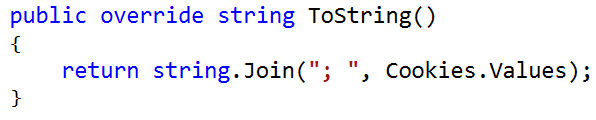 public override string ToString()
{
    return string.Join("; ", Cookies.Values);
}